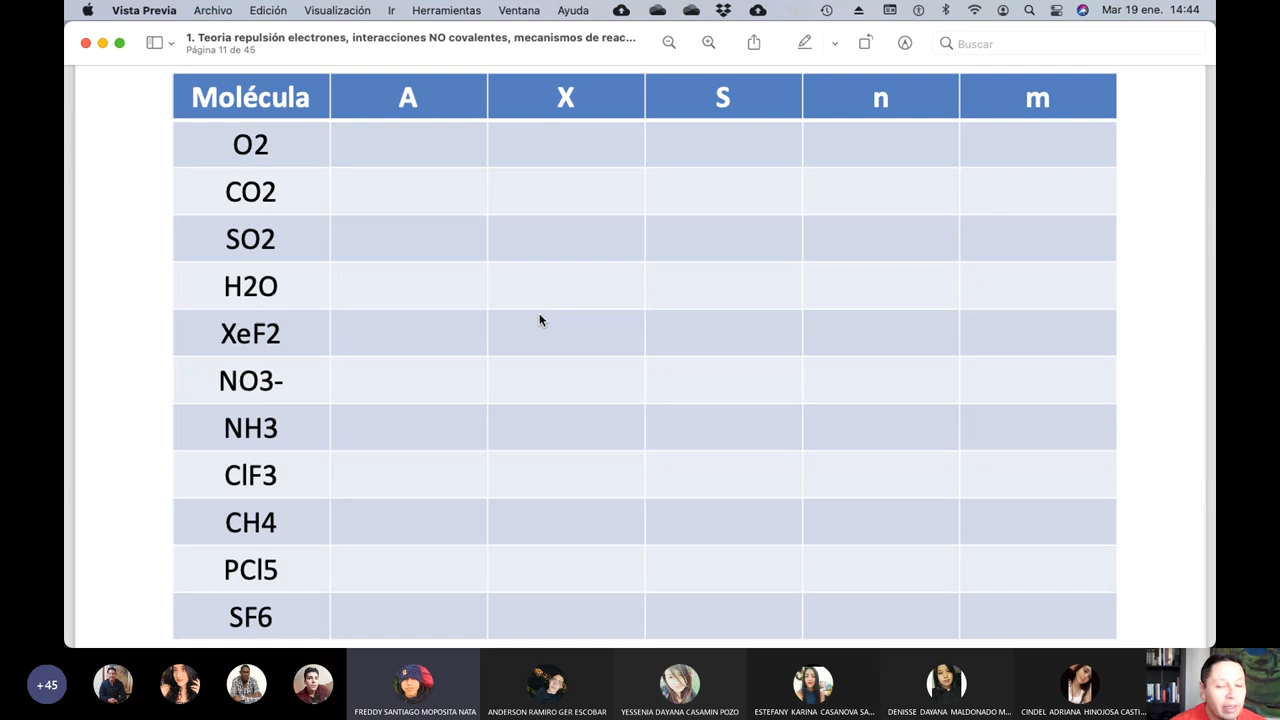 Vista Previa Archivo Edición Visualización Ir Herramientas Ventana Ayuda Mar 19 ene. 14:44
1. Teoria repulsión electrones, interacciones NO covalentes, mecanismos de reac...
Página 11 de 45
Buscar
Molécula A X S n m
O2
CO2
SO2
H2O
XeF2
NO3-
NH3
ClF3
CH4
PCl5
SF6
+45
FREDDY SANTIAGO MOPOSITA NATA
ANDERSON RAMIRO GER ESCOBAR
YESSENIA DAYANA CASAMIN POZO
ESTEFANY KARINA CASANOVA SA...
DENISSE DAYANA MALDONADO M...
CINDEL ADRIANA HINOJOSA CASTI...